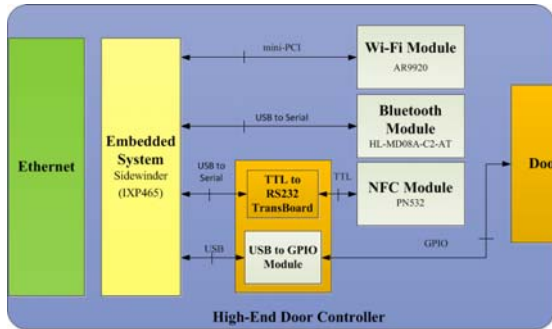 Ethernet
Embedded
System
Sidewinder
(IXP465)
mini-PCI
Wi-Fi Module
AR9920
USB to Serial
Bluetooth
Module
HL-MD08A-C2-AT
USB to
Serial
TTL to
RS232
TransBoard
TTL
NFC Module
PN532
USB
USB to GPIO
Module
GPIO
Doo
High-End Door Controller